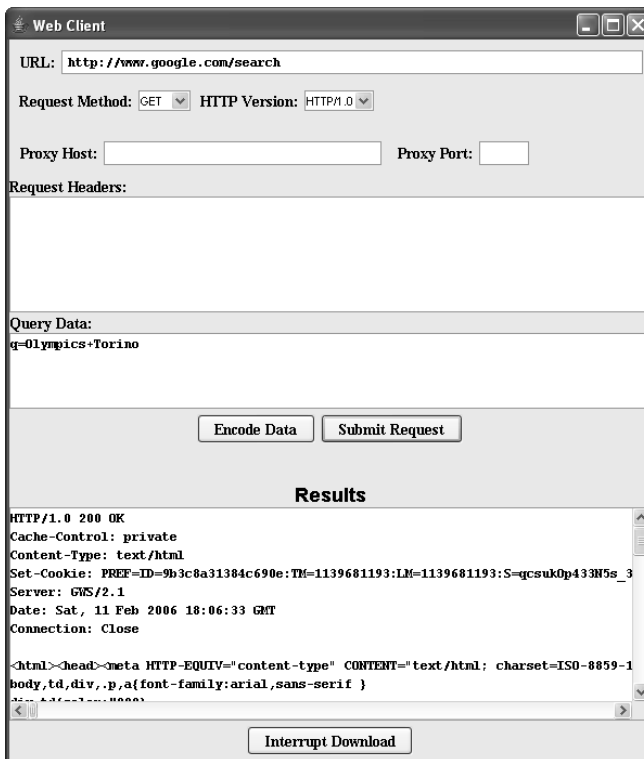 Web Client
URL: http://www.google.com/search
Request Method: GET HTTP Version: HTTP/1.0
Proxy Host: Proxy Port:
Request Headers:
Query Data:
q=Olympics+Torino
Encode Data Submit Request
Results
HTTP/1.0 200 OK
Cache-Control: private
Content-Type: text/html
Set-Cookie: PREF=ID=9b3c8a31384c690e:TM=1139681193:LM=1139681193:S=qcsuk0p433N5s_3
Server: GWS/2.1
Date: Sat, 11 Feb 2006 18:06:33 GMT
Connection: Close
<html><head><meta HTTP-EQUIV="content-type" CONTENT="text/html; charset=ISO-8859-1
body,td,div,.p,a{font-family:arial,sans-serif }
Interrupt Download